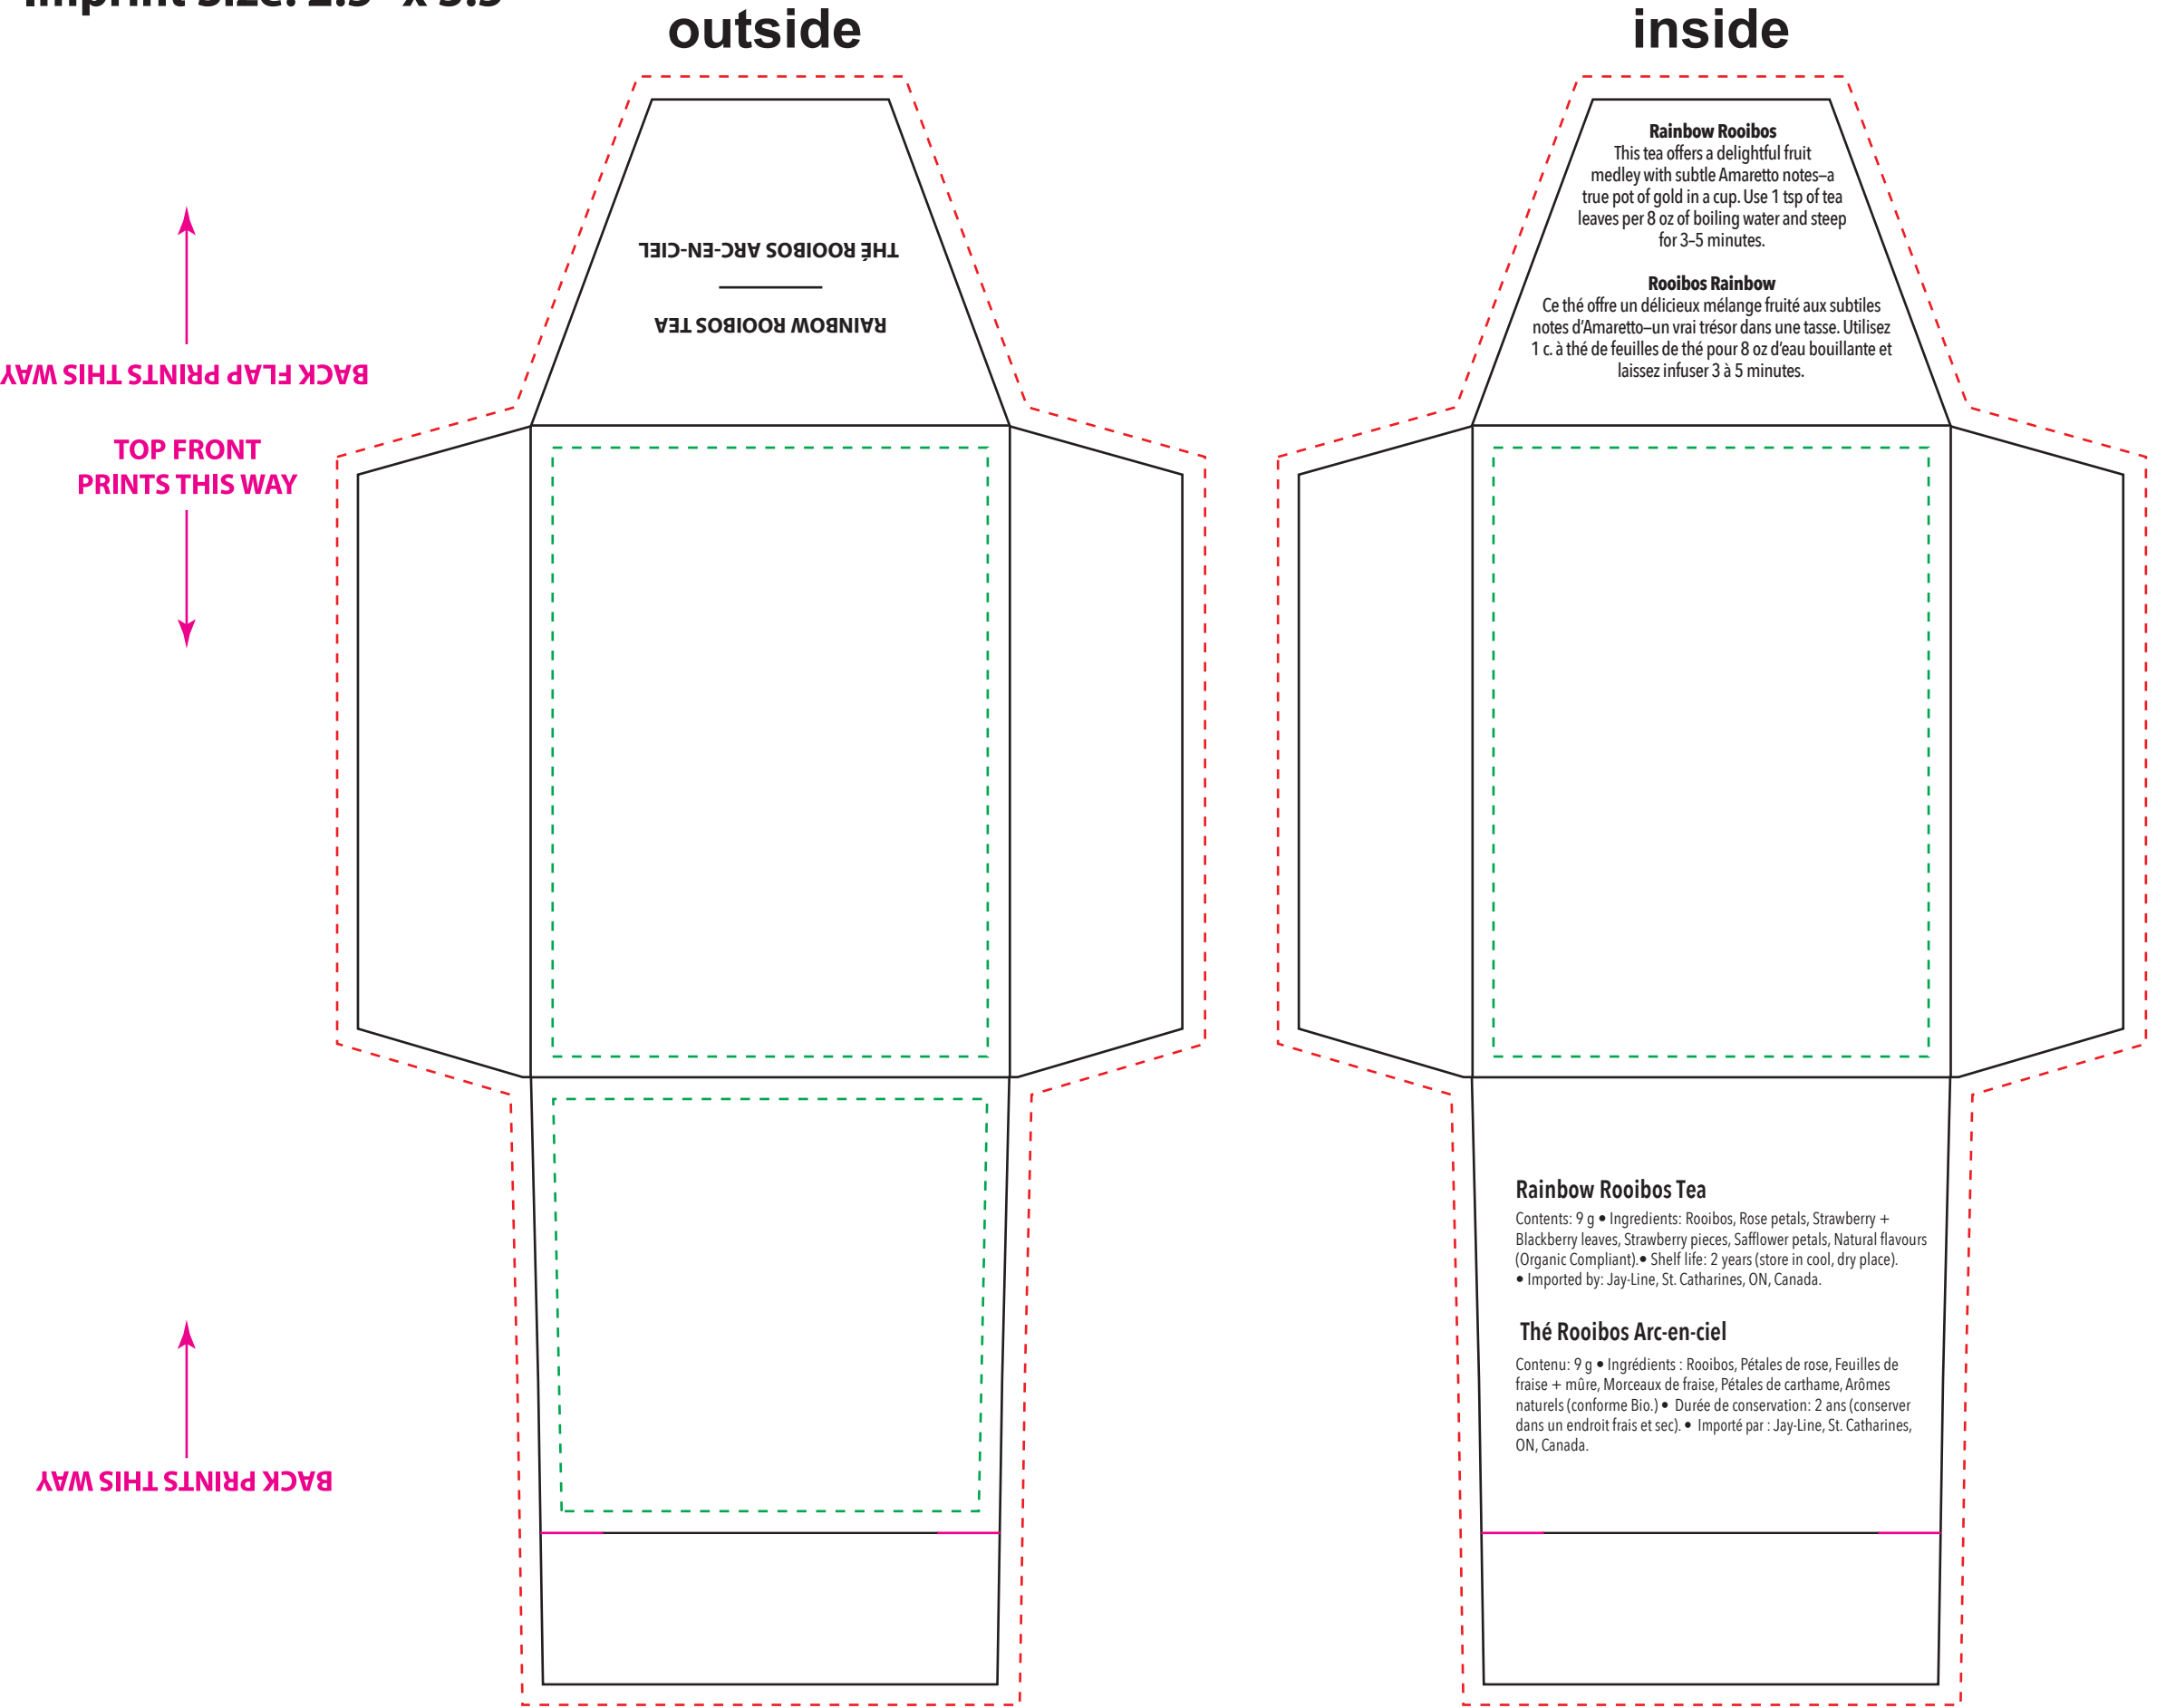 outside
inside
THÉ ROOIBOS ARC-EN-CIEL
RAINBOW ROOIBOS TEA
BACK FLAP PRINTS THIS WAY
TOP FRONT
PRINTS THIS WAY
BACK PRINTS THIS WAY
Rainbow Rooibos
This tea offers a delightful fruit
medley with subtle Amaretto notes–a
true pot of gold in a cup. Use 1 tsp of tea
leaves per 8 oz of boiling water and steep
for 3–5 minutes.
Rooibos Rainbow
Ce thé offre un délicieux mélange fruité aux subtiles
notes d'Amaretto–un vrai trésor dans une tasse. Utilisez
1 c. à thé de feuilles de thé pour 8 oz d'eau bouillante et
laissez infuser 3 à 5 minutes.
Rainbow Rooibos Tea
Contents: 9 g • Ingredients: Rooibos, Rose petals, Strawberry +
Blackberry leaves, Strawberry pieces, Safflower petals, Natural flavours
(Organic Compliant). • Shelf life: 2 years (store in cool, dry place).
• Imported by: Jay-Line, St. Catharines, ON, Canada.
Thé Rooibos Arc-en-ciel
Contenu: 9 g • Ingrédients : Rooibos, Pétales de rose, Feuilles de
fraise + mûre, Morceaux de fraise, Pétales de carthame, Arômes
naturels (conforme Bio.) • Durée de conservation: 2 ans (conserver
dans un endroit frais et sec). • Importé par : Jay-Line, St. Catharines,
ON, Canada.